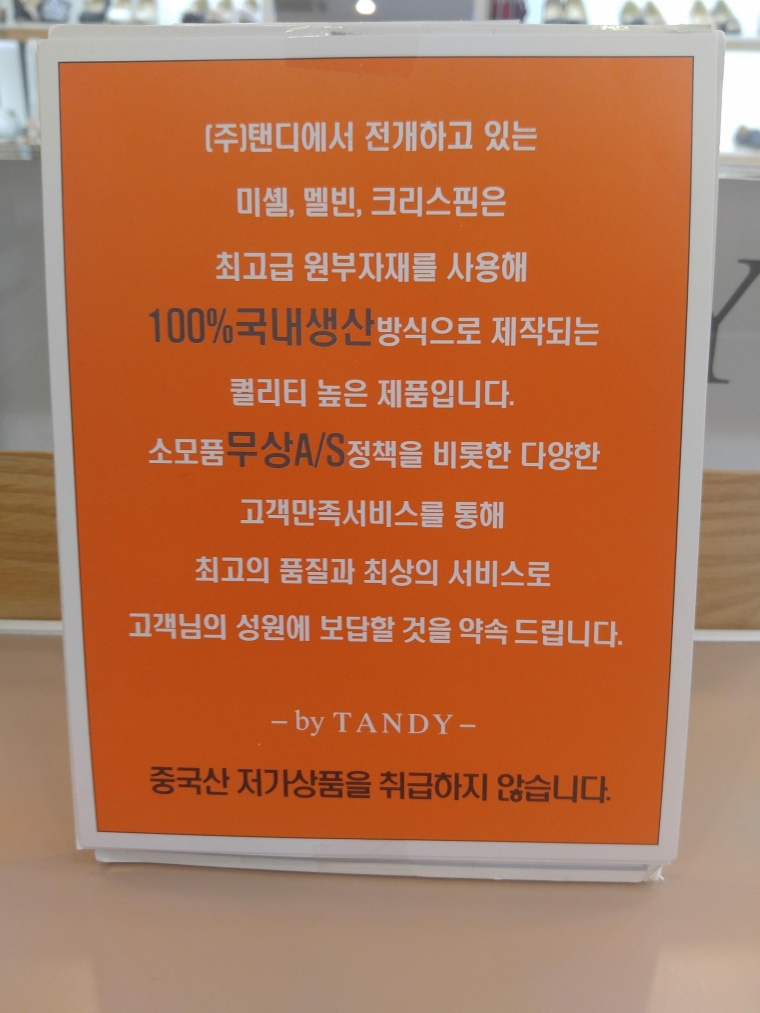 (주)탠디에서 전개하고 있는
미셸, 멜빈, 크리스핀은
최고급 원부자재를 사용해
100%국내생산방식으로 제작되는
퀄리티 높은 제품입니다.
소모품무상A/S정책을 비롯한 다양한
고객만족서비스를 통해
최고의 품질과 최상의 서비스로
고객님의 성원에 보답할 것을 약속 드립니다.
– by TANDY –
중국산 저가상품을 취급하지 않습니다.
Y